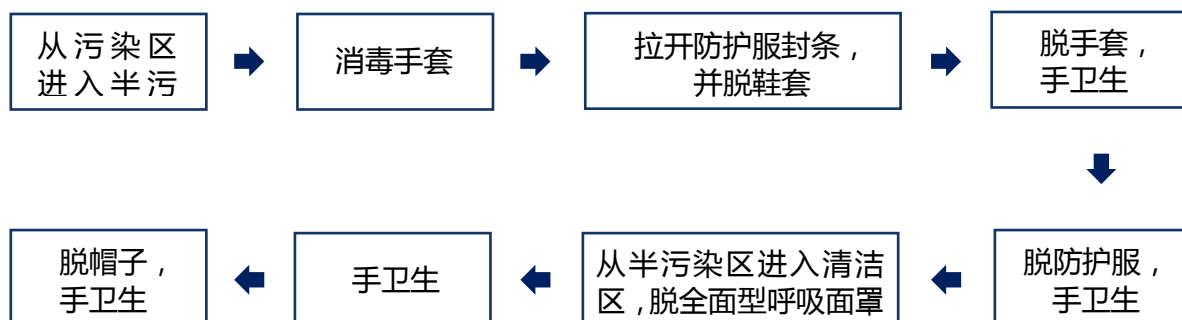 从污染区
进入半污
消毒手套
拉开防护服封条，
并脱鞋套
脱手套，
手卫生
脱防护服，
手卫生
从半污染区进入清洁
区，脱全面型呼吸面罩
手卫生
脱帽子，
手卫生